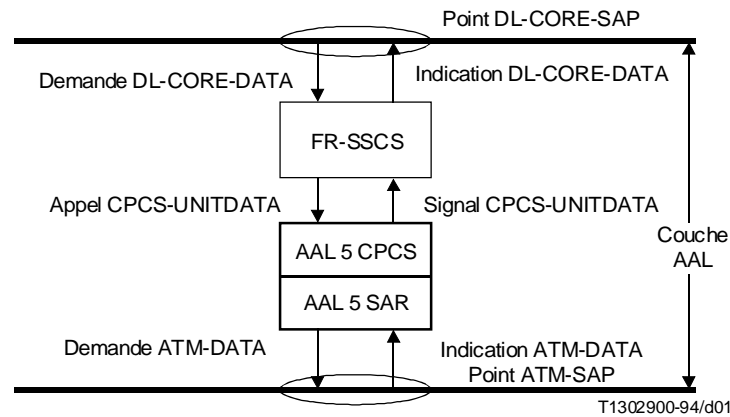 Point DL-CORE-SAP
Demande DL-CORE-DATA
Indication DL-CORE-DATA
FR-SSCS
Appel CPCS-UNITDATA
Signal CPCS-UNITDATA
Couche
AAL
AAL 5 CPCS
AAL 5 SAR
Demande ATM-DATA
Indication ATM-DATA
Point ATM-SAP
T1302900-94/d01